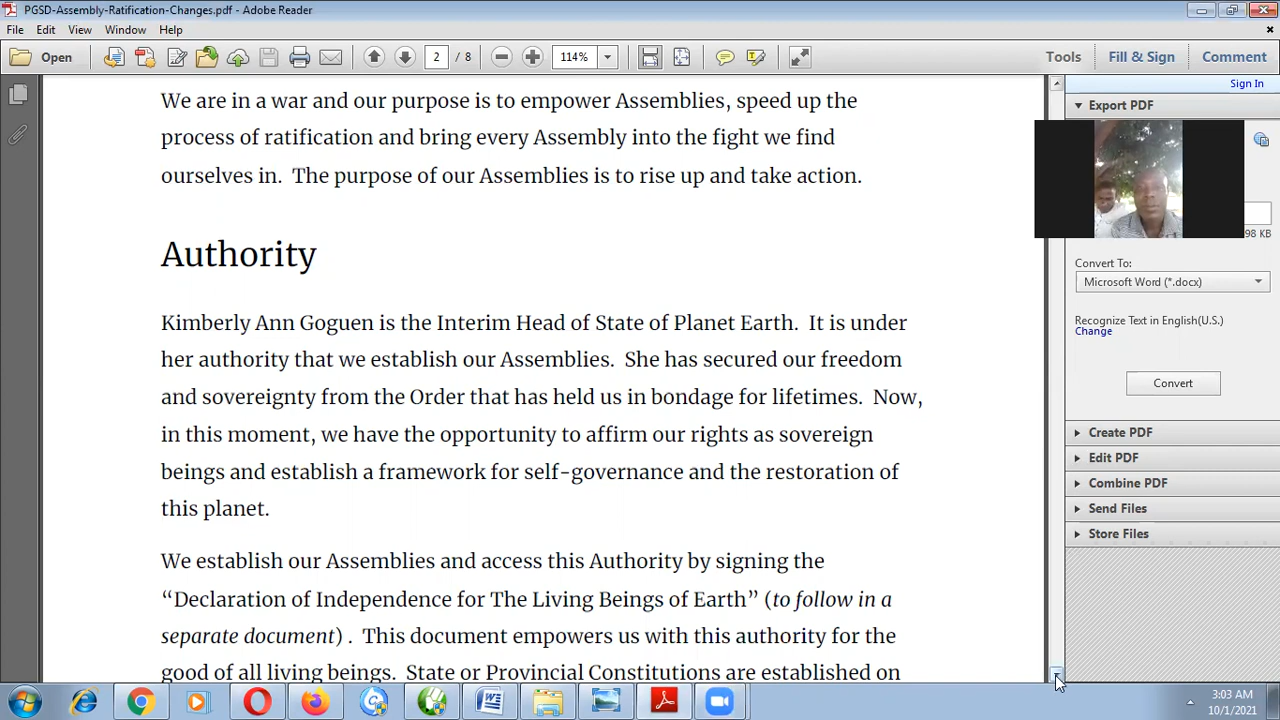 PGSD-Assembly-Ratification-Changes.pdf - Adobe Reader
File Edit View Window Help
Open 2 / 8 114% Tools Fill & Sign Comment
Sign In
Export PDF
98 KB
Convert To:
Microsoft Word (*.docx)
Recognize Text in English(U.S.)
Change
Convert
Create PDF
Edit PDF
Combine PDF
Send Files
Store Files
We are in a war and our purpose is to empower Assemblies, speed up the
process of ratification and bring every Assembly into the fight we find
ourselves in. The purpose of our Assemblies is to rise up and take action.
Authority
Kimberly Ann Goguen is the Interim Head of State of Planet Earth. It is under
her authority that we establish our Assemblies. She has secured our freedom
and sovereignty from the Order that has held us in bondage for lifetimes. Now,
in this moment, we have the opportunity to affirm our rights as sovereign
beings and establish a framework for self-governance and the restoration of
this planet.
We establish our Assemblies and access this Authority by signing the
“Declaration of Independence for The Living Beings of Earth” (to follow in a
separate document) . This document empowers us with this authority for the
good of all living beings. State or Provincial Constitutions are established on
3:03 AM
10/1/2021